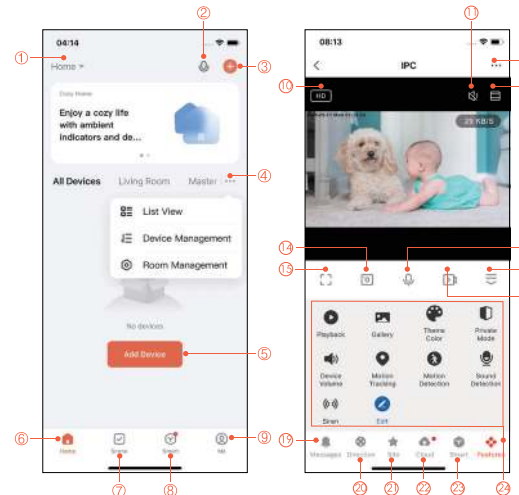 ②
⑪
04:14
08:13
①
Home
③
IPC
⑩
HD
Cozy Home
Enjoy a cozy life
with ambient
indicators and de...
29 KB/S
All Devices Living Room Master ...
④
List View
Device Management
Room Management
⑭
⑮
No devices
Add Device
⑤
Playback
Gallery
Theme
Color
Private
Mode
Device
Volume
Motion
Tracking
Motion
Detection
Sound
Detection
Siren
Edit
⑥
⑨
⑲
Home
Scene
Smart
Me
Messages
Direction
Site
Cloud
Smart
Features
⑦
⑧
⑳
㉑
㉒
㉓
㉔